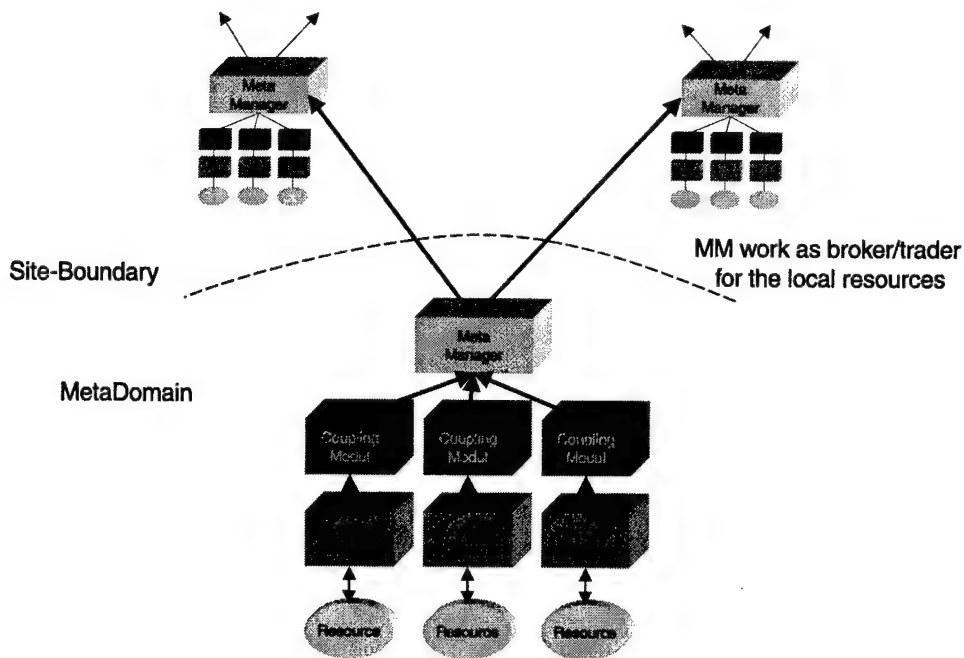 Meta
Manager
Meta
Manager
Site-Boundary
MM work as broker/trader
for the local resources
Meta
Manager
MetaDomain
Coupling
Modul
Coupling
Modul
Coupling
Modul
Resource
Resource
Resource